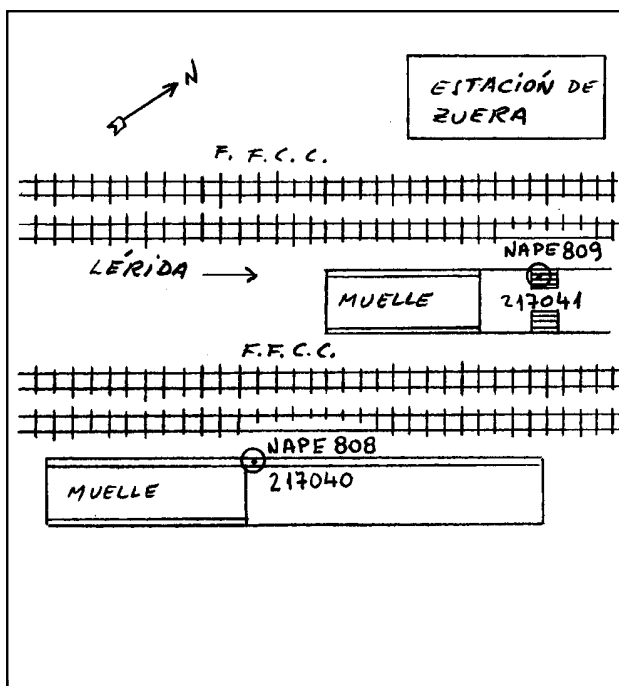 N
ESTACIÓN DE
ZUERA
F. F.C.C.
LÉRIDA
NAPE 809
MUELLE
217041
F.F.C.C.
NAPE 808
MUELLE
217040